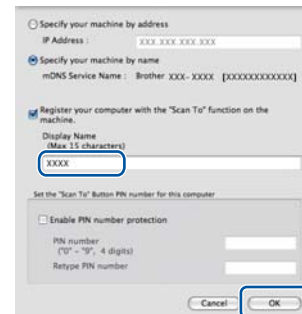 Specify your machine by address
IP Address : XXX.XXX.XXX.XXX
Specify your machine by name
mDNS Service Name : Brother XXX-XXXX [XXXXXXXXXXXX]
Register your computer with the "Scan To" function on the
machine.
Display Name
(Max 15 characters)
XXXX
Set the "Scan To" Button PIN number for this computer
Enable PIN number protection
PIN number
("0" - "9", 4 digits)
Retype PIN number
Cancel OK